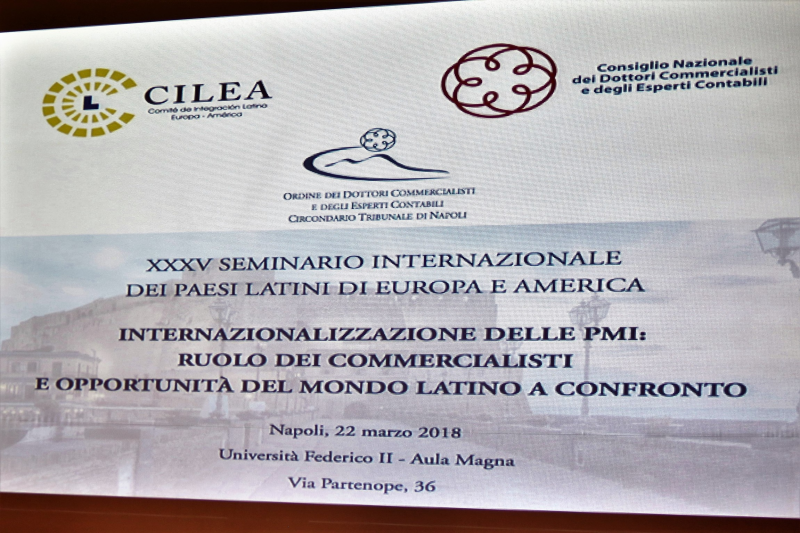 CILEA
Comité de Integración Latino
Europa - América
Consiglio Nazionale
dei Dottori Commercialisti
e degli Esperti Contabili
ORDINE DEI DOTTORI COMMERCIALISTI
E DEGLI ESPERTI CONTABILI
CIRCONDARIO TRIBUNALE DI NAPOLI
XXXV SEMINARIO INTERNAZIONALE
DEI PAESI LATINI DI EUROPA E AMERICA
INTERNAZIONALIZZAZIONE DELLE PMI:
RUOLO DEI COMMERCIALISTI
E OPPORTUNITÀ DEL MONDO LATINO A CONFRONTO
Napoli, 22 marzo 2018
Università Federico II - Aula Magna
Via Partenope, 36